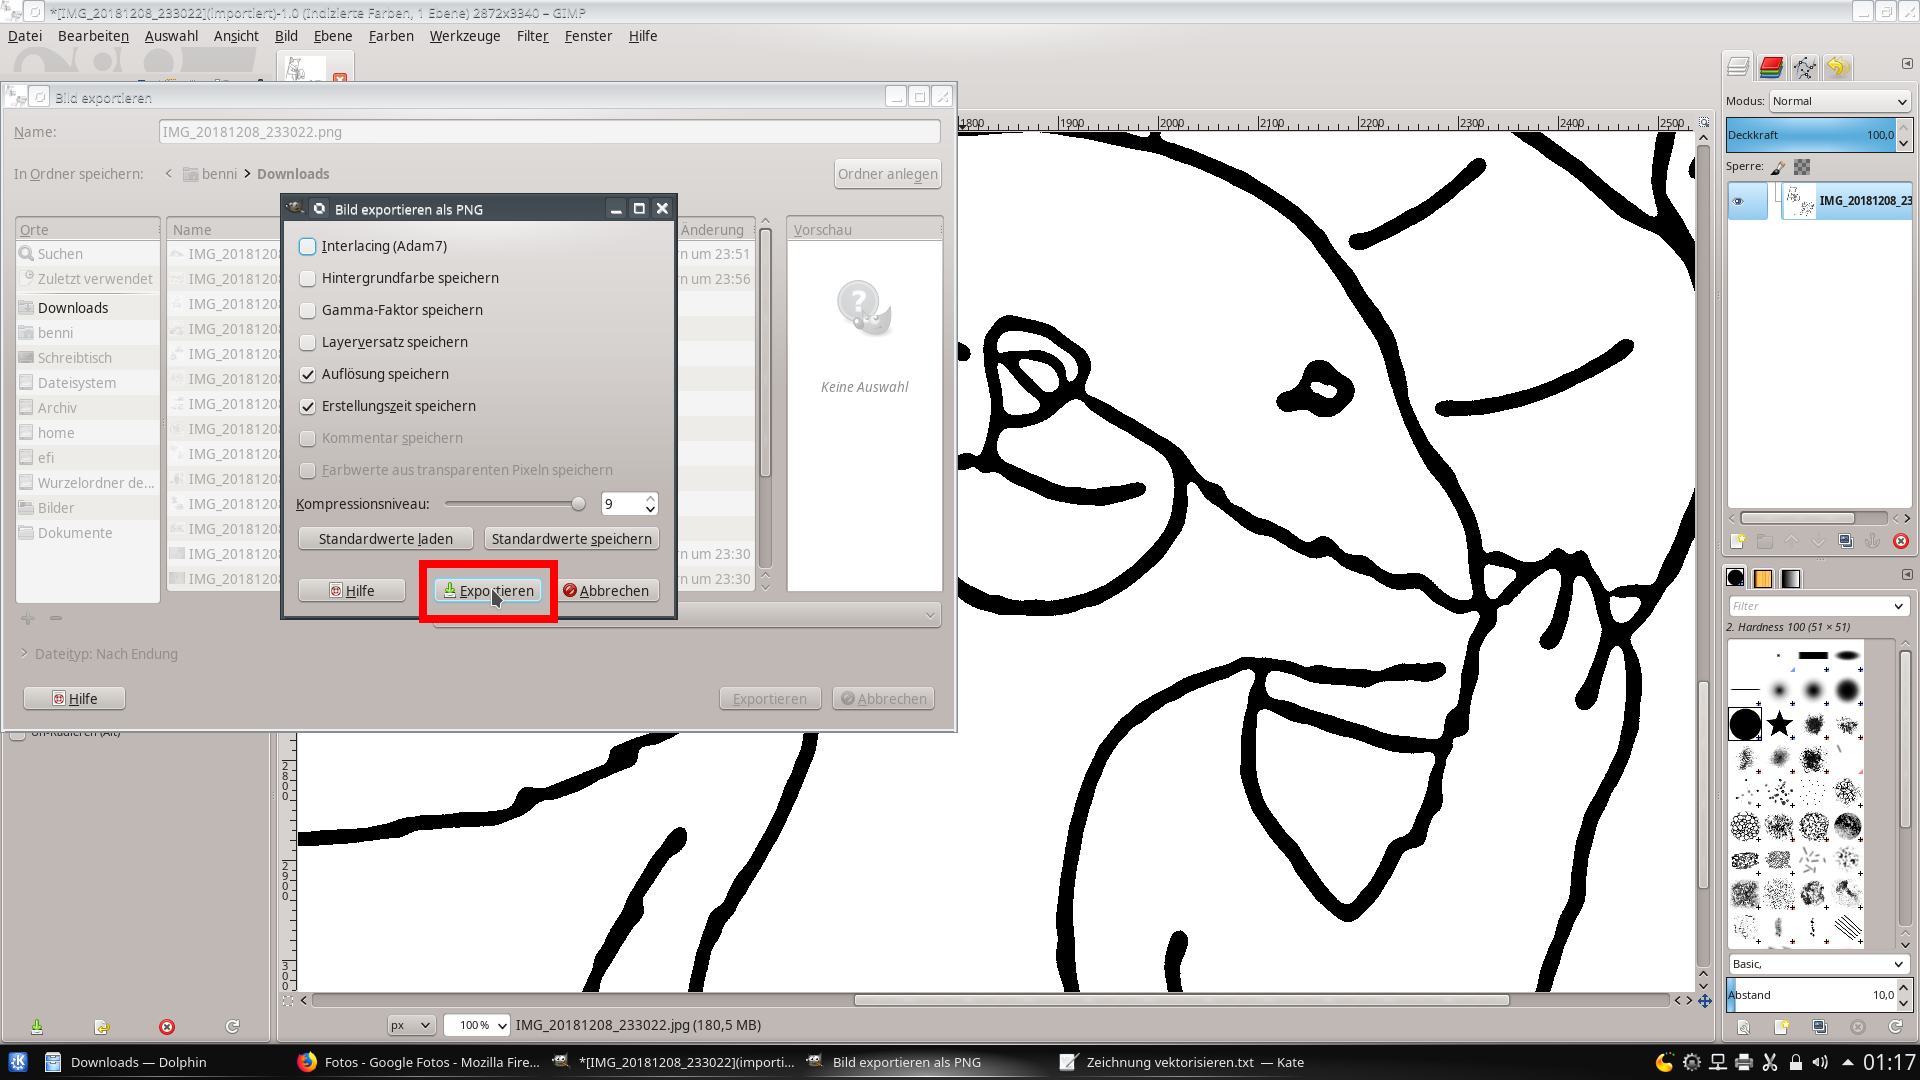 *[IMG_20181208_233022](importiert)-1.0 (Indizierte Farben, 1 Ebene) 2872x3340 – GIMP
Datei Bearbeiten Auswahl Ansicht Bild Ebene Farben Werkzeuge Filter Fenster Hilfe
Bild exportieren
Name: IMG_20181208_233022.png
In Ordner speichern: < benni > Downloads Ordner anlegen
Orte Name Änderung Vorschau
Suchen
Zuletzt verwendet
Downloads
benni
Schreibtisch
Dateisystem
Archiv
home
efi
Wurzelordner de...
Bilder
Dokumente
IMG_2018120 n um 23:51
IMG_2018120 n um 23:56
IMG_2018120
IMG_2018120
IMG_2018120
IMG_2018120
IMG_2018120
IMG_2018120
IMG_2018120
IMG_2018120
IMG_2018120
IMG_2018120
IMG_2018120 n um 23:30
IMG_2018120 n um 23:30
Keine Auswahl
Bild exportieren als PNG
Interlacing (Adam7)
Hintergrundfarbe speichern
Gamma-Faktor speichern
Layerversatz speichern
Auflösung speichern
Erstellungszeit speichern
Kommentar speichern
Farbwerte aus transparenten Pixeln speichern
Kompressionsniveau: 9
Standardwerte laden Standardwerte speichern
Hilfe Exportieren Abbrechen
Dateityp: Nach Endung
Hilfe Exportieren Abbrechen
1800 1900 2000 2100 2200 2300 2400 2500
2800
2900
300
Modus: Normal
Deckkraft 100,0
Sperre:
IMG_20181208_23
Filter
2. Hardness 100 (51 × 51)
Basic,
Abstand 10,0
px 100 % IMG_20181208_233022.jpg (180,5 MB)
Downloads — Dolphin Fotos - Google Fotos - Mozilla Fire... *[IMG_20181208_233022](importi... Bild exportieren als PNG Zeichnung vektorisieren.txt — Kate 01:17